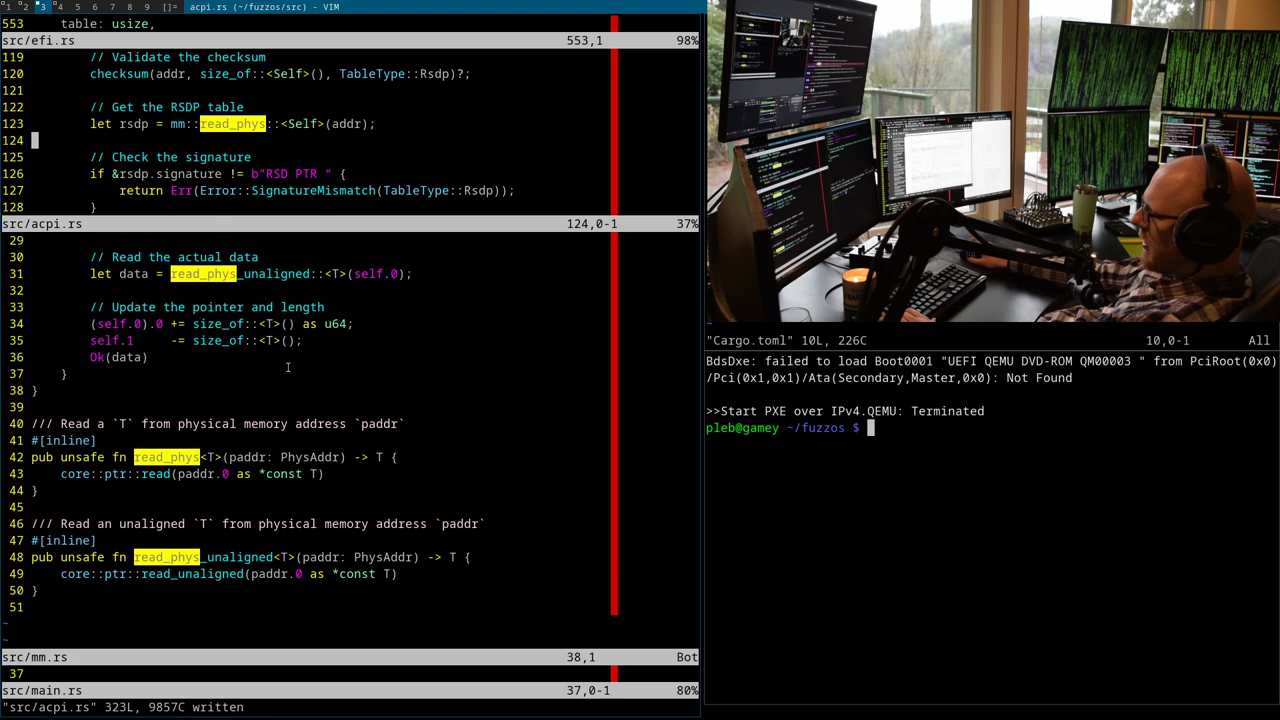 1 2 3 4 5 6 7 8 9 []= acpi.rs (~/fuzzos/src) - VIM
553     table: usize,
src/efi.rs 553,1 98%
119         // Validate the checksum
120         checksum(addr, size_of::<Self>(), TableType::Rsdp)?;
121
122         // Get the RSDP table
123         let rsdp = mm::read_phys::<Self>(addr);
124
125         // Check the signature
126         if &rsdp.signature != b"RSD PTR " {
127             return Err(Error::SignatureMismatch(TableType::Rsdp));
128         }
src/acpi.rs 124,0-1 37%
29
30         // Read the actual data
31         let data = read_phys_unaligned::<T>(self.0);
32
33         // Update the pointer and length
34         (self.0).0 += size_of::<T>() as u64;
35         self.1     -= size_of::<T>();
36         Ok(data)
37     }
38 }
39
40 /// Read a `T` from physical memory address `paddr`
41 #[inline]
42 pub unsafe fn read_phys<T>(paddr: PhysAddr) -> T {
43     core::ptr::read(paddr.0 as *const T)
44 }
45
46 /// Read an unaligned `T` from physical memory address `paddr`
47 #[inline]
48 pub unsafe fn read_phys_unaligned<T>(paddr: PhysAddr) -> T {
49     core::ptr::read_unaligned(paddr.0 as *const T)
50 }
51
~
~
src/mm.rs 38,1 Bot
37
src/main.rs 37,0-1 80%
"src/acpi.rs" 323L, 9857C written
~
"Cargo.toml" 10L, 226C 10,0-1 All
BdsDxe: failed to load Boot0001 "UEFI QEMU DVD-ROM QM00003 " from PciRoot(0x0)
/Pci(0x1,0x1)/Ata(Secondary,Master,0x0): Not Found
>>Start PXE over IPv4.QEMU: Terminated
pleb@gamey ~/fuzzos $